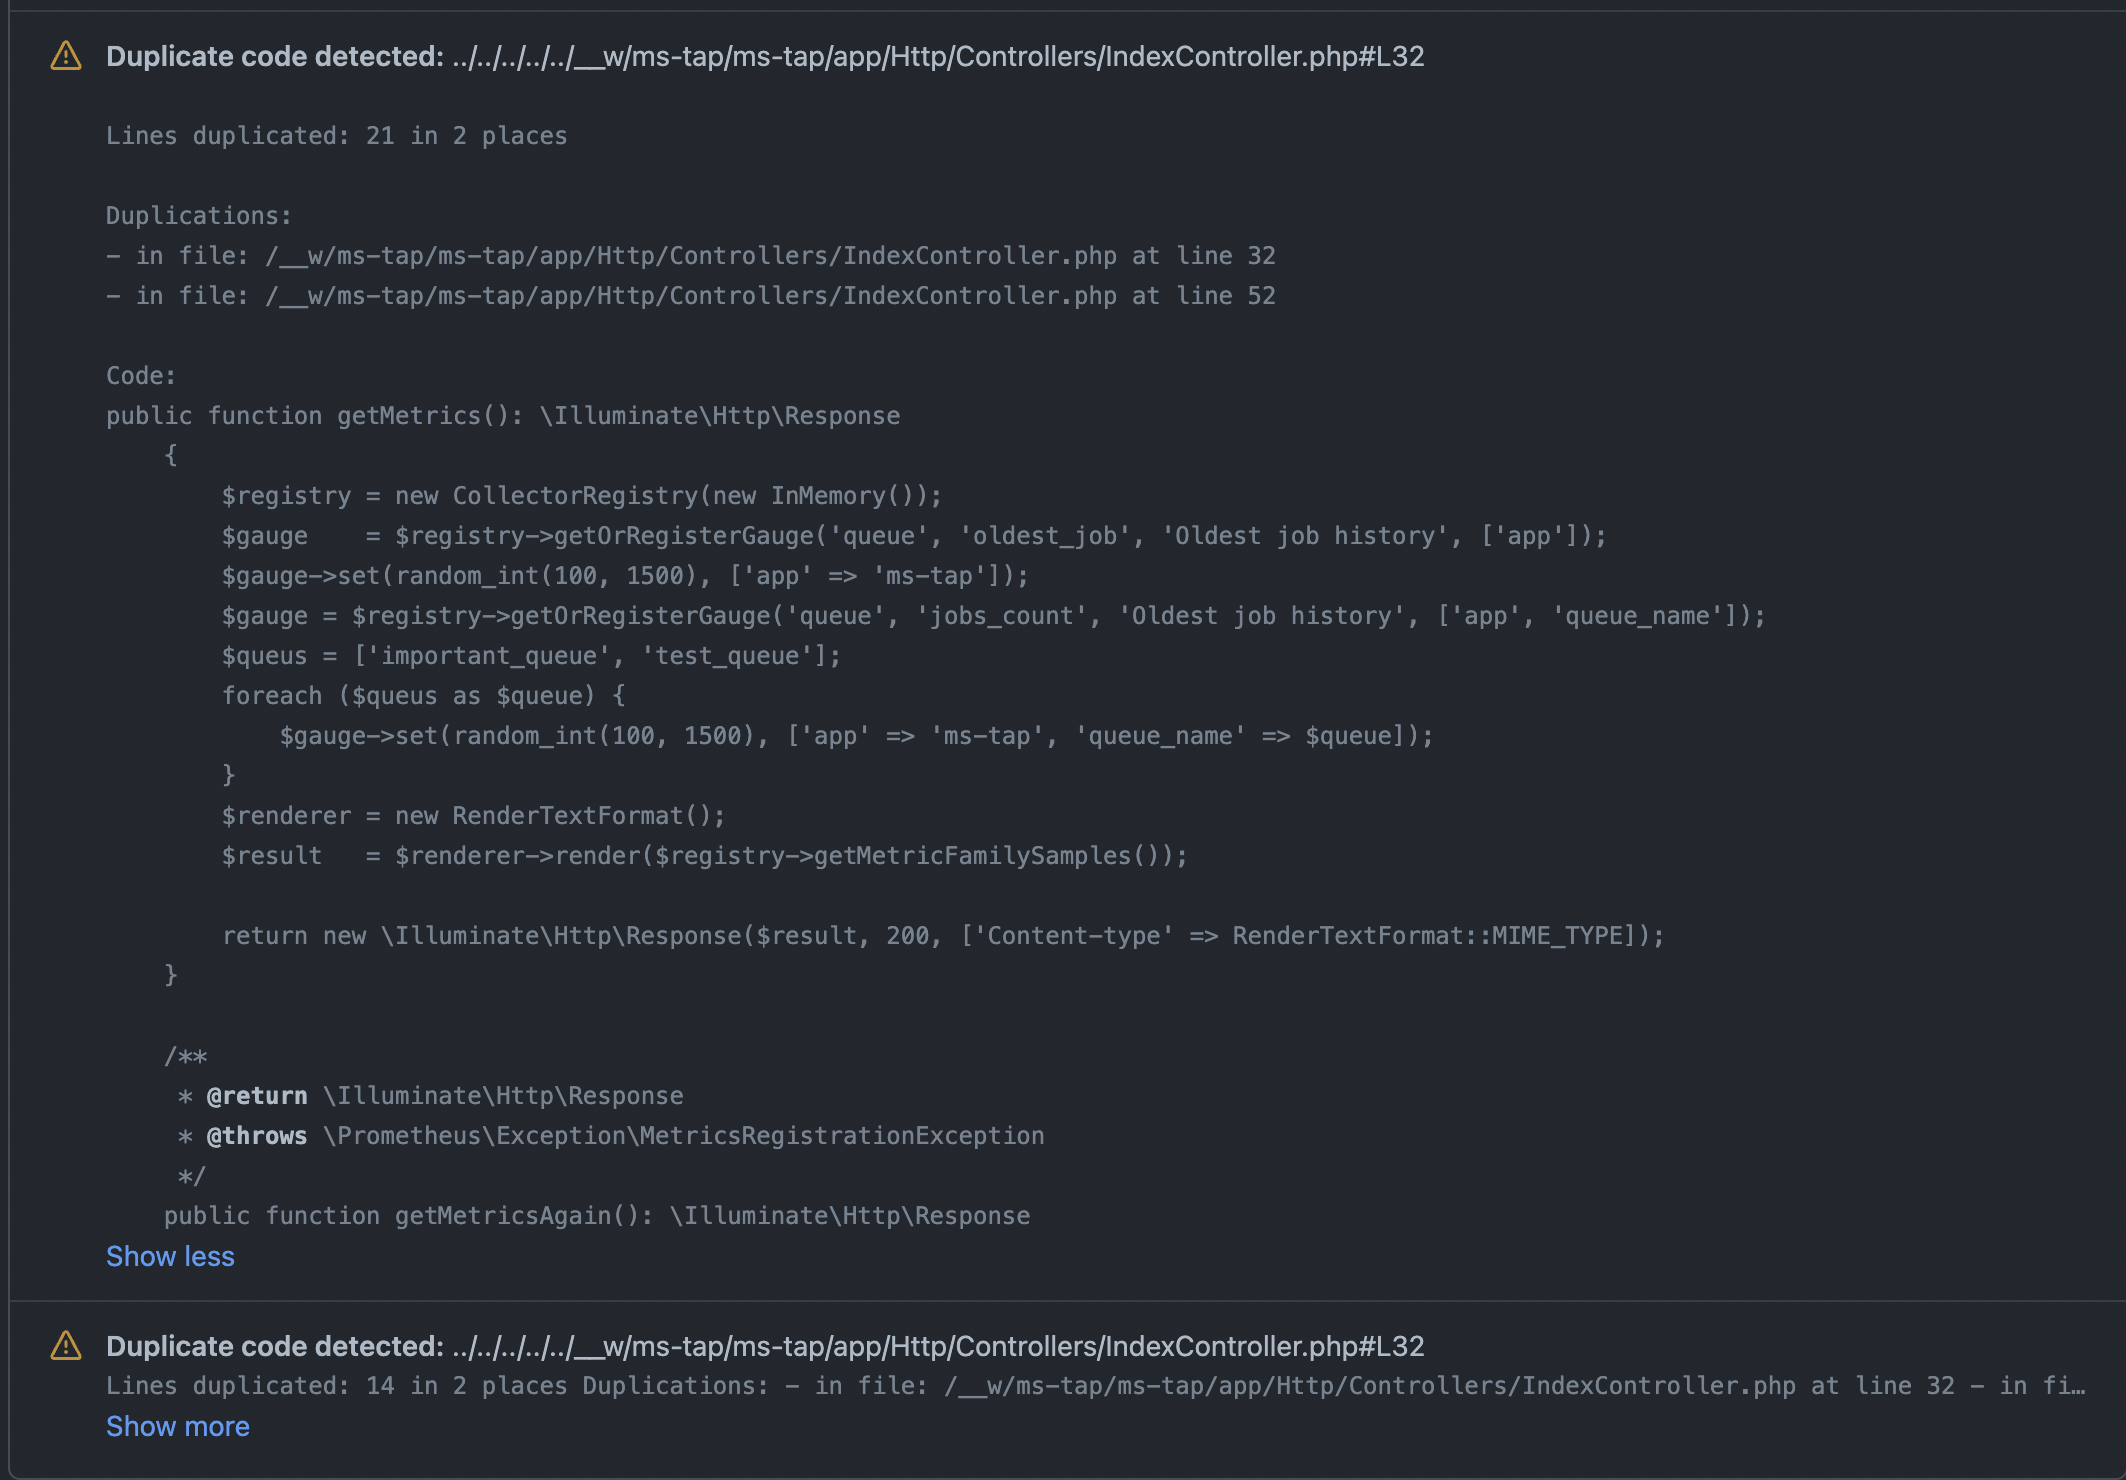 Duplicate code detected: ../../../../../__w/ms-tap/ms-tap/app/Http/Controllers/IndexController.php#L32
Lines duplicated: 21 in 2 places
Duplications:
- in file: /__w/ms-tap/ms-tap/app/Http/Controllers/IndexController.php at line 32
- in file: /__w/ms-tap/ms-tap/app/Http/Controllers/IndexController.php at line 52
Code:
public function getMetrics(): \Illuminate\Http\Response
    {
        $registry = new CollectorRegistry(new InMemory());
        $gauge    = $registry->getOrRegisterGauge('queue', 'oldest_job', 'Oldest job history', ['app']);
        $gauge->set(random_int(100, 1500), ['app' => 'ms-tap']);
        $gauge = $registry->getOrRegisterGauge('queue', 'jobs_count', 'Oldest job history', ['app', 'queue_name']);
        $queus = ['important_queue', 'test_queue'];
        foreach ($queus as $queue) {
            $gauge->set(random_int(100, 1500), ['app' => 'ms-tap', 'queue_name' => $queue]);
        }
        $renderer = new RenderTextFormat();
        $result   = $renderer->render($registry->getMetricFamilySamples());
        return new \Illuminate\Http\Response($result, 200, ['Content-type' => RenderTextFormat::MIME_TYPE]);
    }
    /**
     * @return \Illuminate\Http\Response
     * @throws \Prometheus\Exception\MetricsRegistrationException
     */
    public function getMetricsAgain(): \Illuminate\Http\Response
Show less
Duplicate code detected: ../../../../../__w/ms-tap/ms-tap/app/Http/Controllers/IndexController.php#L32
Lines duplicated: 14 in 2 places Duplications: - in file: /__w/ms-tap/ms-tap/app/Http/Controllers/IndexController.php at line 32 - in fi…
Show more